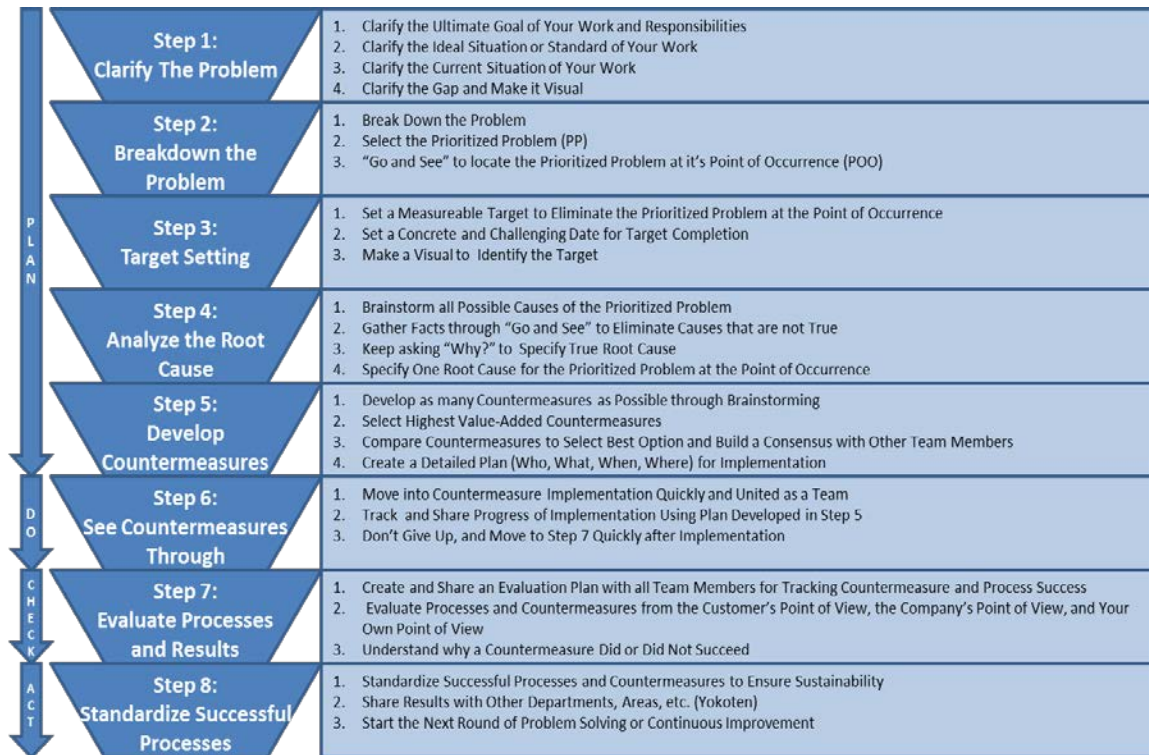 PLAN
Step 1:
Clarify The Problem
1. Clarify the Ultimate Goal of Your Work and Responsibilities
2. Clarify the Ideal Situation or Standard of Your Work
3. Clarify the Current Situation of Your Work
4. Clarify the Gap and Make it Visual
Step 2:
Breakdown the
Problem
1. Break Down the Problem
2. Select the Prioritized Problem (PP)
3. “Go and See” to locate the Prioritized Problem at it’s Point of Occurrence (POO)
Step 3:
Target Setting
1. Set a Measureable Target to Eliminate the Prioritized Problem at the Point of Occurrence
2. Set a Concrete and Challenging Date for Target Completion
3. Make a Visual to Identify the Target
Step 4:
Analyze the Root
Cause
1. Brainstorm all Possible Causes of the Prioritized Problem
2. Gather Facts through “Go and See” to Eliminate Causes that are not True
3. Keep asking “Why?” to Specify True Root Cause
4. Specify One Root Cause for the Prioritized Problem at the Point of Occurrence
Step 5:
Develop
Countermeasures
1. Develop as many Countermeasures as Possible through Brainstorming
2. Select Highest Value-Added Countermeasures
3. Compare Countermeasures to Select Best Option and Build a Consensus with Other Team Members
4. Create a Detailed Plan (Who, What, When, Where) for Implementation
DO
Step 6:
See Countermeasures
Through
1. Move into Countermeasure Implementation Quickly and United as a Team
2. Track and Share Progress of Implementation Using Plan Developed in Step 5
3. Don’t Give Up, and Move to Step 7 Quickly after Implementation
CHECK
Step 7:
Evaluate Processes
and Results
1. Create and Share an Evaluation Plan with all Team Members for Tracking Countermeasure and Process Success
2. Evaluate Processes and Countermeasures from the Customer’s Point of View, the Company’s Point of View, and Your
Own Point of View
3. Understand why a Countermeasure Did or Did Not Succeed
ACT
Step 8:
Standardize Successful
Processes
1. Standardize Successful Processes and Countermeasures to Ensure Sustainability
2. Share Results with Other Departments, Areas, etc. (Yokoten)
3. Start the Next Round of Problem Solving or Continuous Improvement